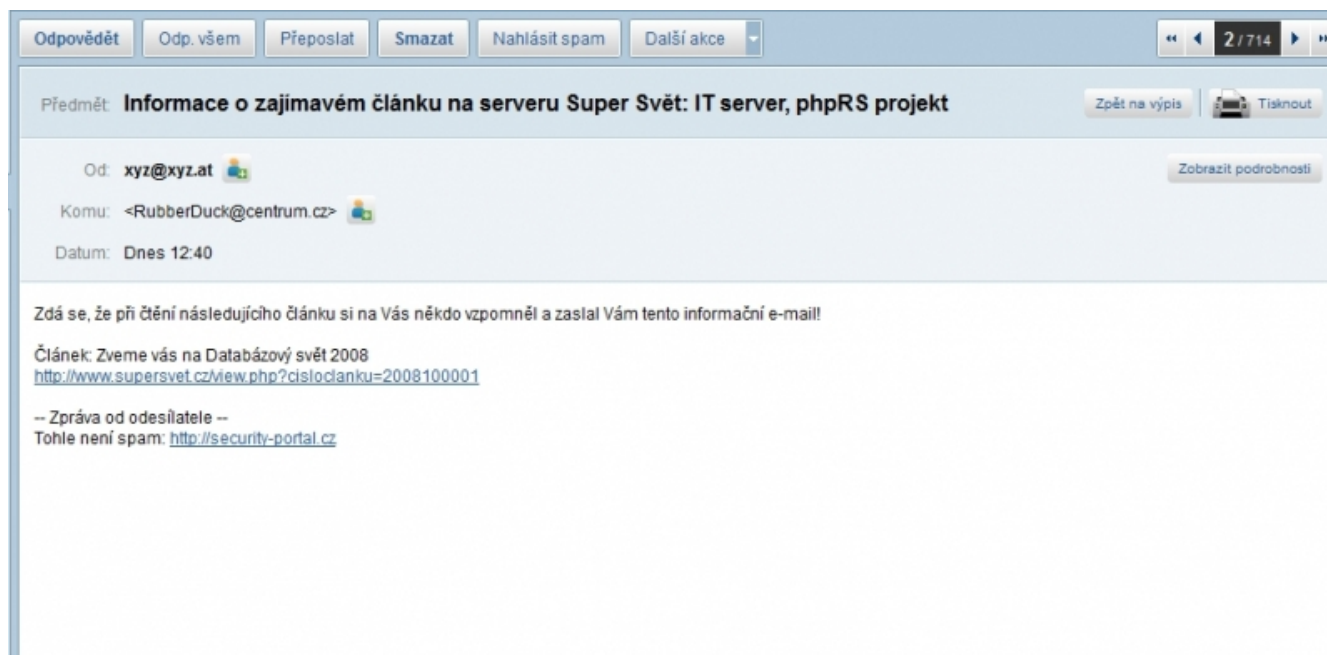 Odpovědět Odp. všem Přeposlat Smazat Nahlásit spam Další akce 2 / 714
Předmět: Informace o zajímavém článku na serveru Super Svět: IT server, phpRS projekt Zpět na výpis Tisknout
Od: xyz@xyz.at Zobrazit podrobnosti
Komu: <RubberDuck@centrum.cz>
Datum: Dnes 12:40
Zdá se, že při čtění následujícího článku si na Vás někdo vzpomněl a zaslal Vám tento informační e-mail!
Článek: Zveme vás na Databázový svět 2008
http://www.supersvet.cz/view.php?cisloclanku=2008100001
-- Zpráva od odesílatele --
Tohle není spam: http://security-portal.cz